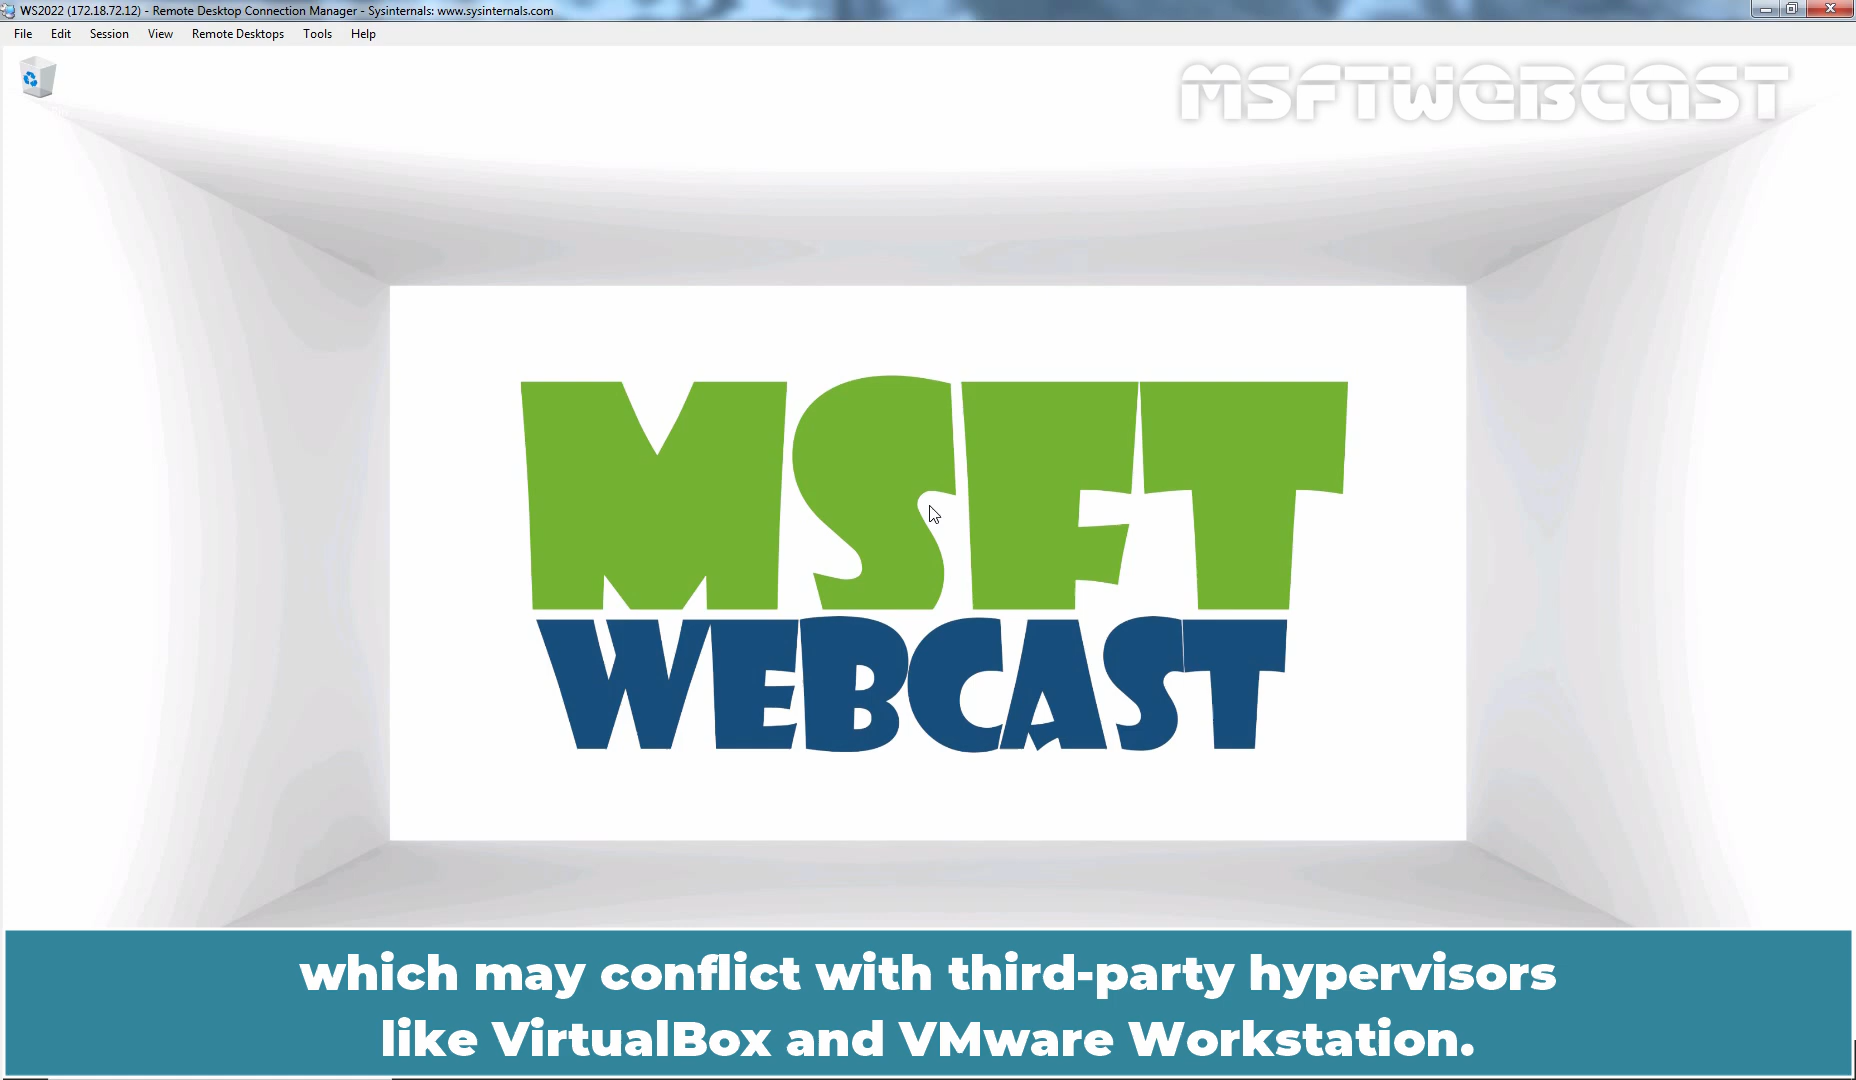 WS2022 (172.18.72.12) - Remote Desktop Connection Manager - Sysinternals: www.sysinternals.com
File Edit Session View Remote Desktops Tools Help
MSFTWEBCAST
MSFT
WEBCAST
which may conflict with third-party hypervisors
like VirtualBox and VMware Workstation.